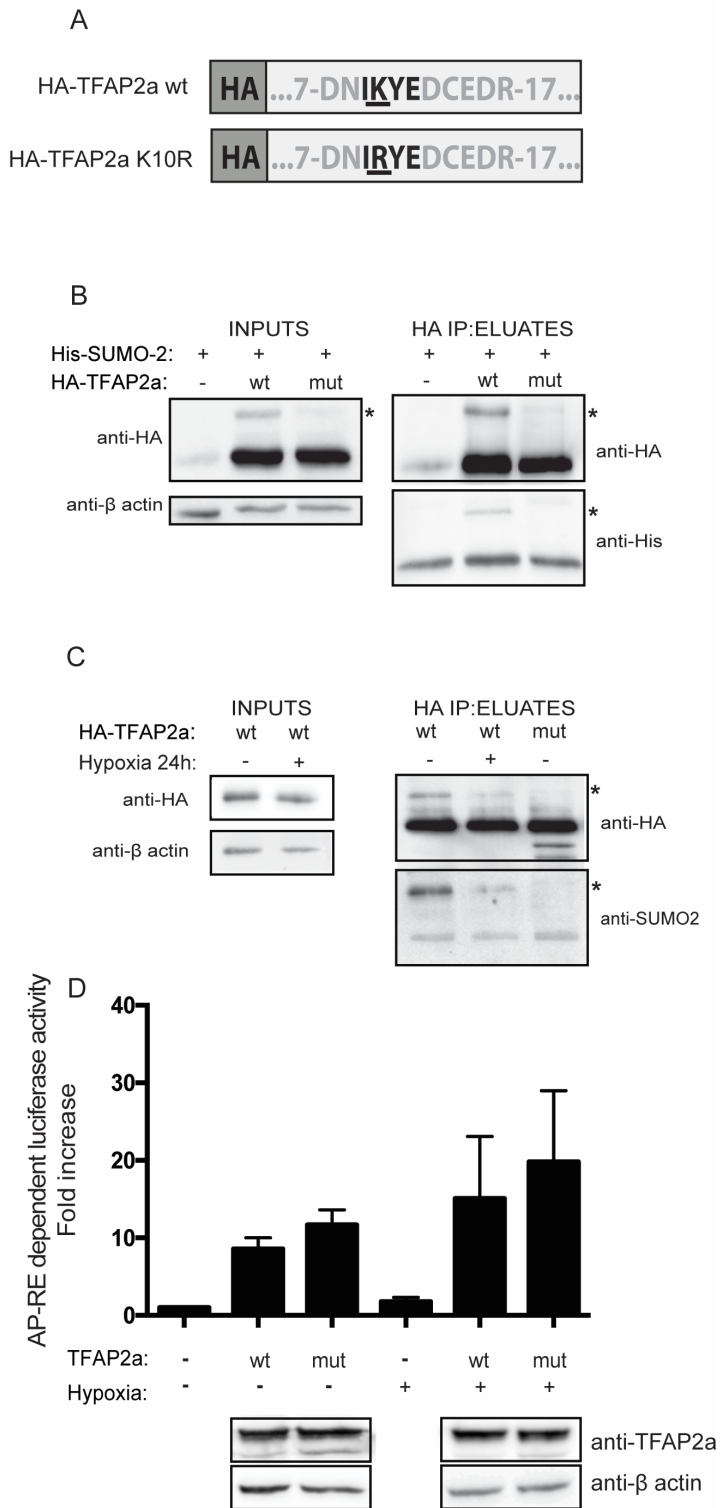 A
HA-TFAP2a wt
HA ...7-DNIKYEDCEDR-17...
HA-TFAP2a K10R
HA ...7-DNIRYEDCEDR-17...
B
INPUTS HA IP:ELUATES
His-SUMO-2: + + + + + +
HA-TFAP2a: - wt mut - wt mut
anti-HA * * anti-HA
anti-β actin * anti-His
C
INPUTS HA IP:ELUATES
HA-TFAP2a: wt wt wt wt mut
Hypoxia 24h: - + - + -
anti-HA * anti-HA
anti-β actin * anti-SUMO2
D
AP-RE dependent luciferase activity
Fold increase
40
30
20
10
0
TFAP2a: - wt mut - wt mut
Hypoxia: - - - + + +
anti-TFAP2a
anti-β actin